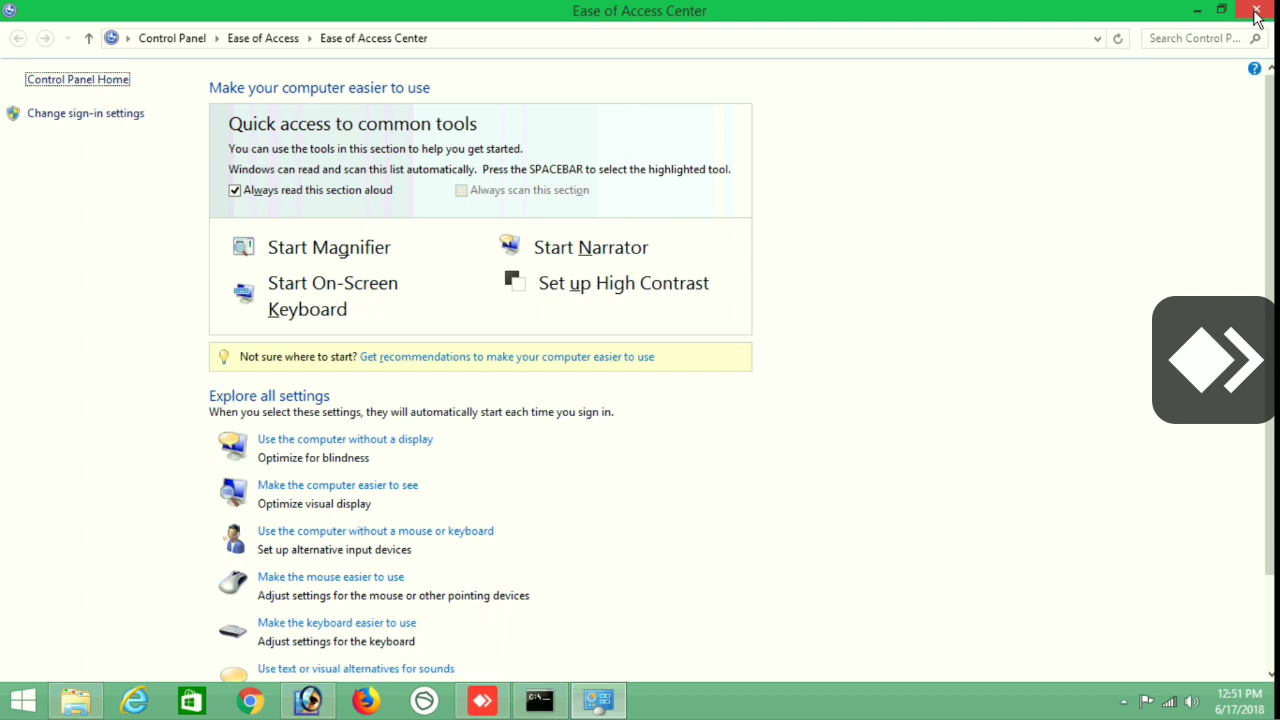 Ease of Access Center
Control Panel Ease of Access Ease of Access Center
Search Control P...
Control Panel Home
Change sign-in settings
Make your computer easier to use
Quick access to common tools
You can use the tools in this section to help you get started.
Windows can read and scan this list automatically. Press the SPACEBAR to select the highlighted tool.
Always read this section aloud Always scan this section
Start Magnifier Start Narrator
Start On-Screen Keyboard Set up High Contrast
Not sure where to start? Get recommendations to make your computer easier to use
Explore all settings
When you select these settings, they will automatically start each time you sign in.
Use the computer without a display
Optimize for blindness
Make the computer easier to see
Optimize visual display
Use the computer without a mouse or keyboard
Set up alternative input devices
Make the mouse easier to use
Adjust settings for the mouse or other pointing devices
Make the keyboard easier to use
Adjust settings for the keyboard
Use text or visual alternatives for sounds
12:51 PM
6/17/2018